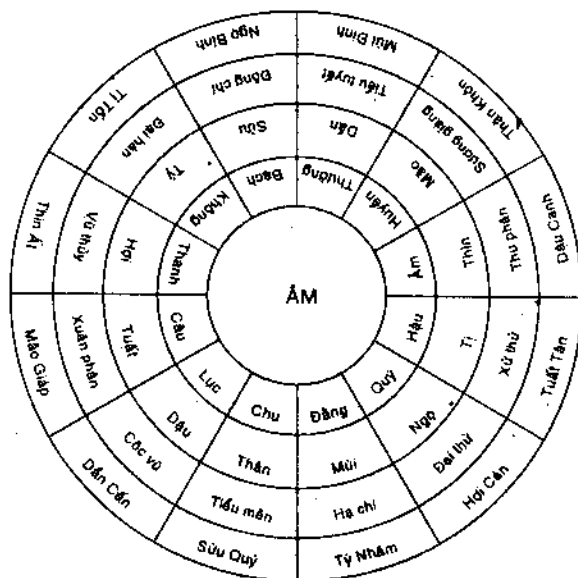 Ngọ Bính
Mùi Đinh
Thân Khôn
Dậu Canh
Tuất Tân
Hợi Càn
Tý Nhâm
Sửu Quý
Dần Cấn
Mão Giáp
Thìn Ất
Tị Tốn
Đông chí
Tiểu tuyết
Sương giáng
Thu phân
Xử thử
Đại thử
Hạ chí
Tiểu mãn
Cốc vũ
Xuân phân
Vũ thủy
Đại hàn
Sửu
Dần
Mão
Thìn
Tị
Ngọ
Mùi
Thân
Dậu
Tuất
Hợi
Tý
Bạch
Thường
Huyền
Âm
Hậu
Quý
Đằng
Chu
Lục
Câu
Thanh
Không
ÂM